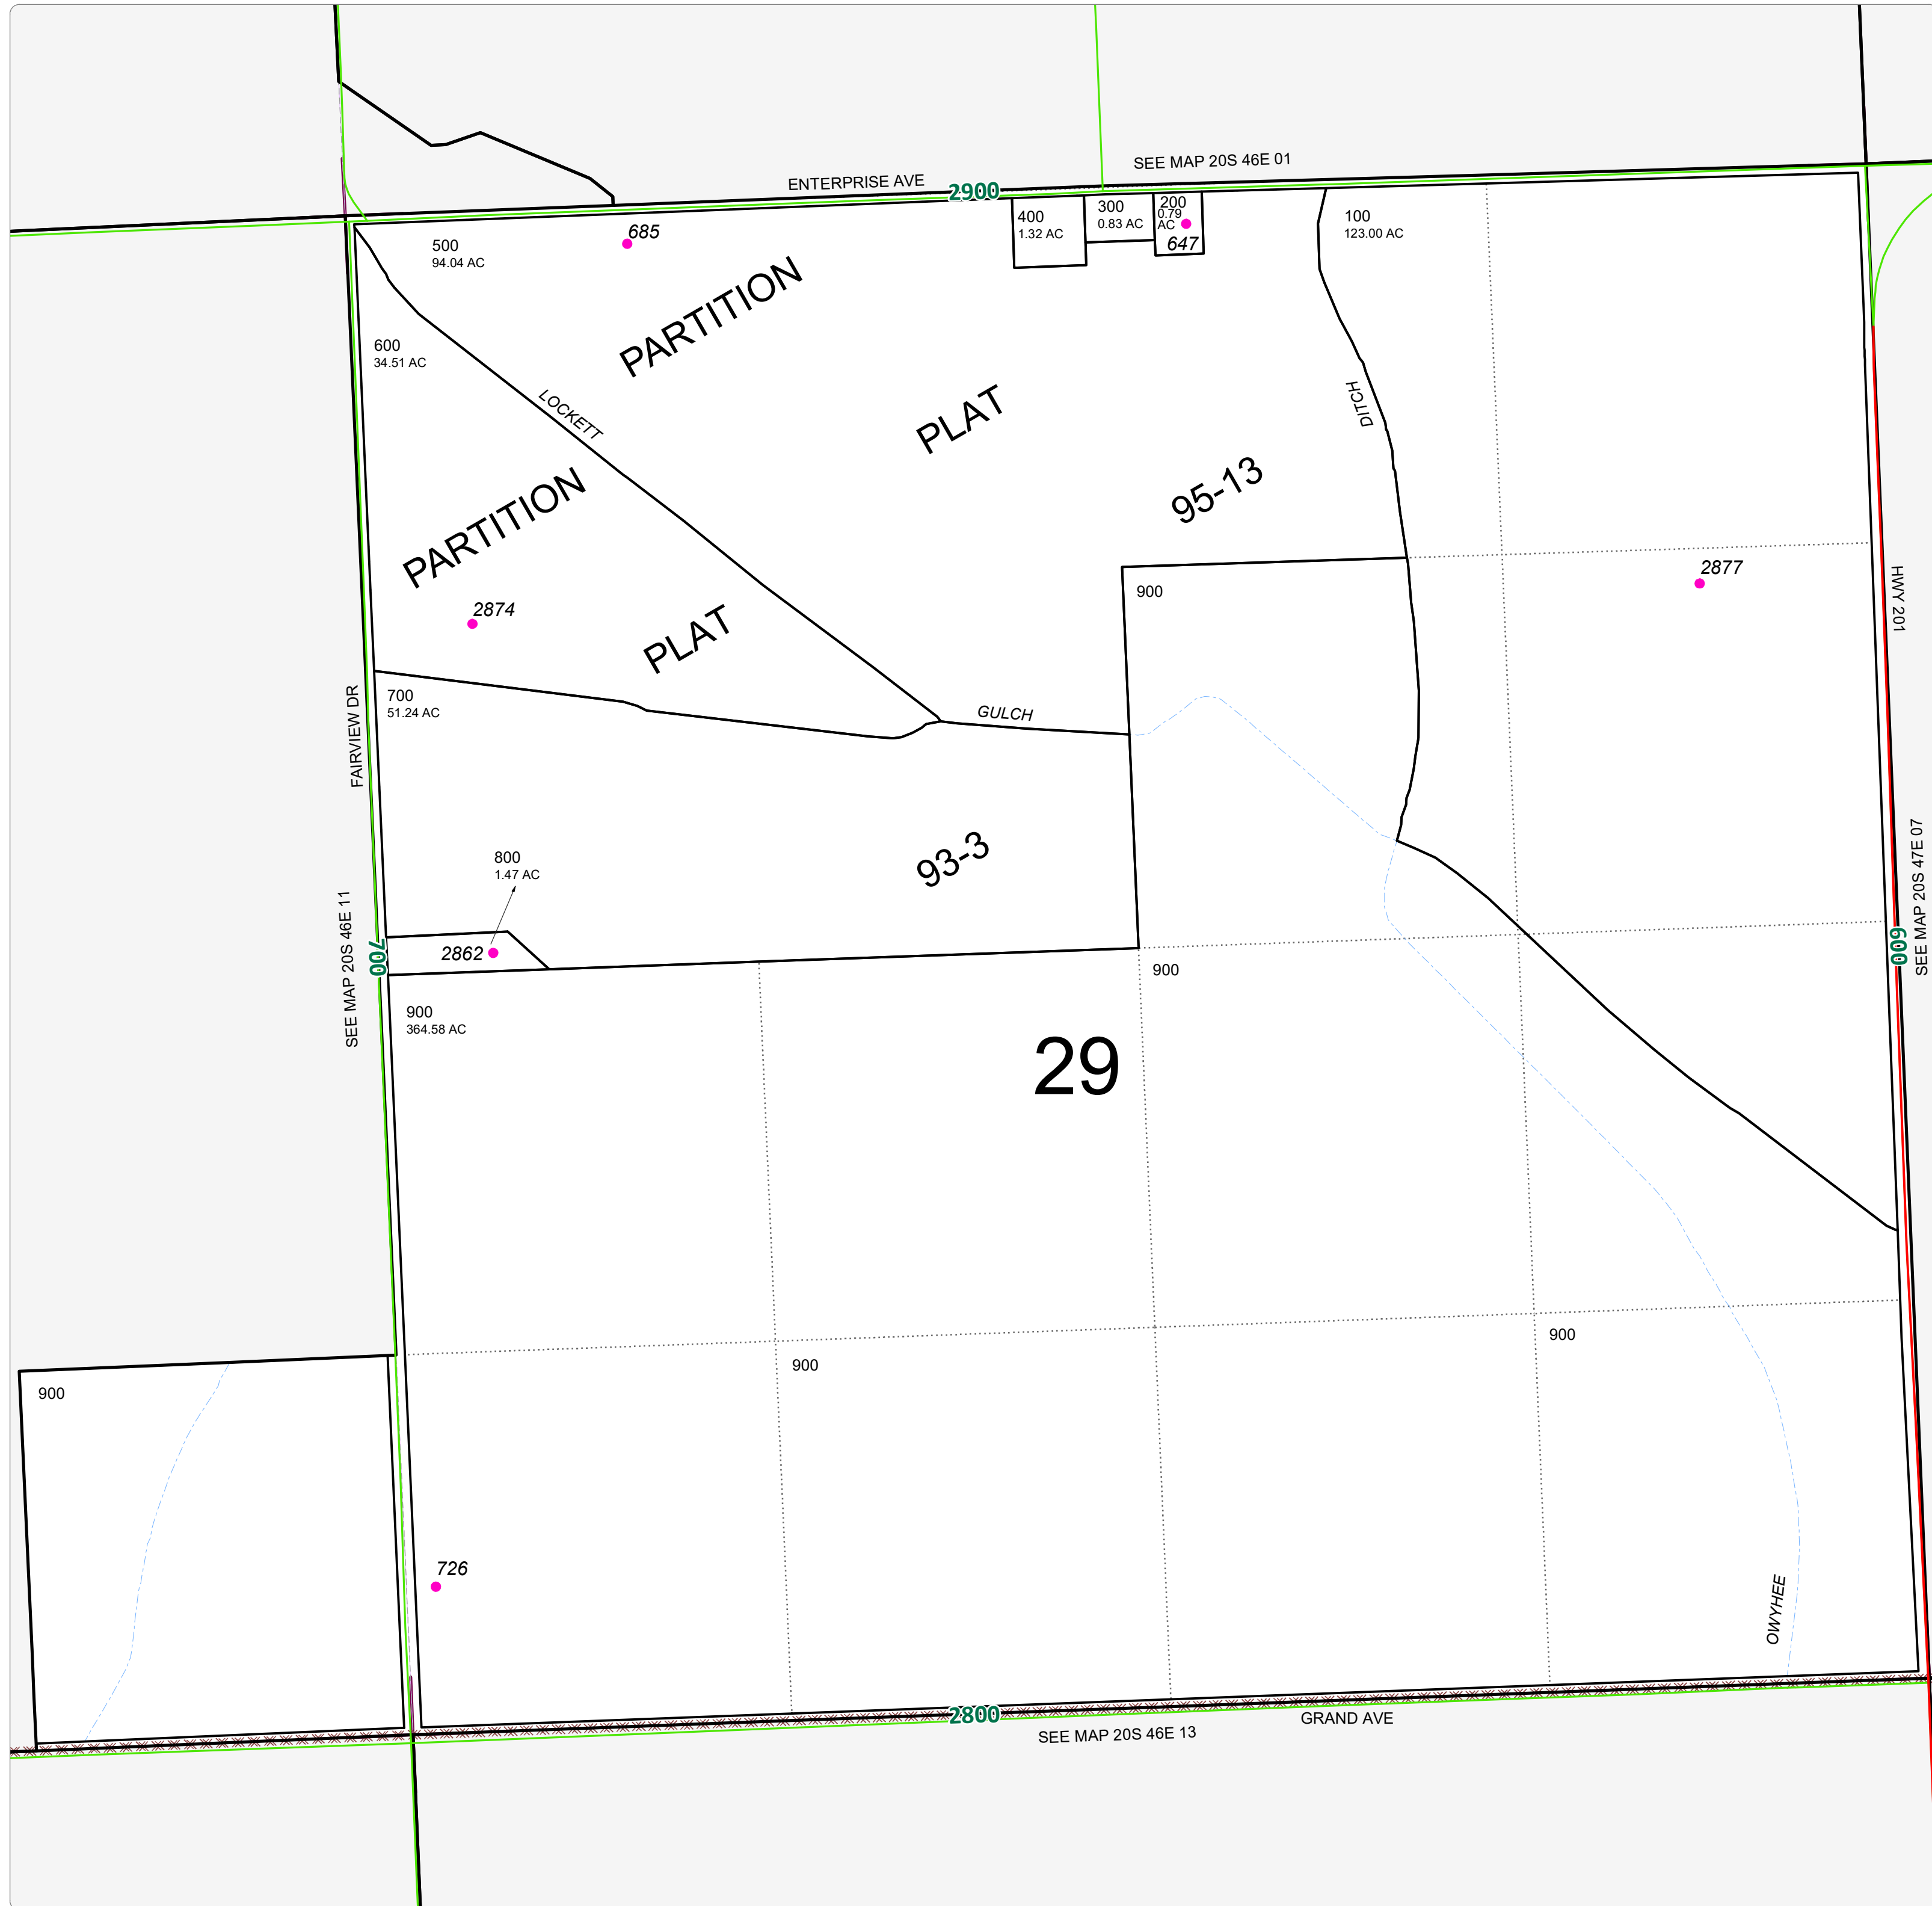 SEE MAP 20S 46E 01
ENTERPRISE AVE
2900
400
1.32 AC
300
0.83 AC
200
0.79
AC
647
100
123.00 AC
500
94.04 AC
685
600
34.51 AC
PARTITION
PLAT
95-13
LOCKETT
DITCH
PARTITION
PLAT
93-3
2874
900
2877
HWY 201
700
51.24 AC
GULCH
FAIRVIEW DR
800
1.47 AC
2862
SEE MAP 20S 46E 11
700
600
SEE MAP 20S 47E 07
900
364.58 AC
900
29
900
900
900
726
OWYHEE
2800
GRAND AVE
SEE MAP 20S 46E 13